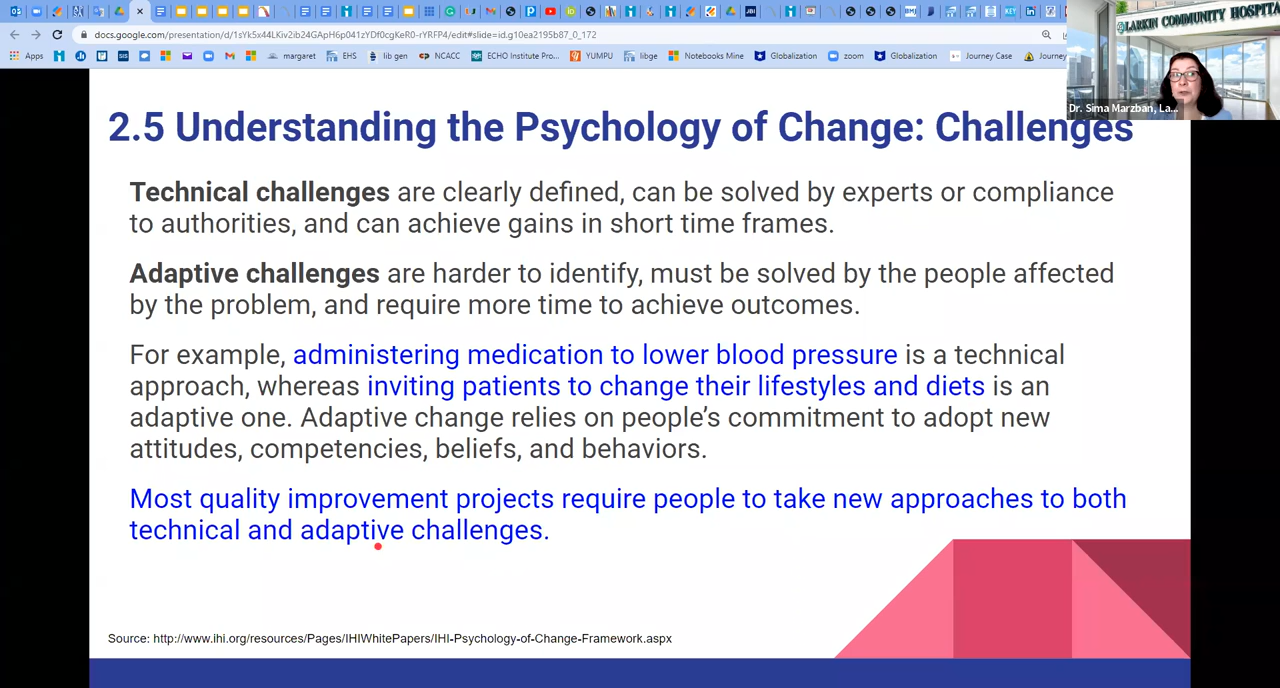 docs.google.com/presentation/d/1sYk5x44LKiv2ib24GApH6p041zYDf0cgKeR0-rYRFP4/edit#slide=id.g10ea2195b87_0_172
Apps margaret EHS lib gen NCACC ECHO Institute Pro... YUMPU libge Notebooks Mine Globalization zoom Globalization Journey Case Journey
LARKIN COMMUNITY HOSPITA
Dr. Sima Marzban, La...
2.5 Understanding the Psychology of Change: Challenges
Technical challenges are clearly defined, can be solved by experts or compliance
to authorities, and can achieve gains in short time frames.
Adaptive challenges are harder to identify, must be solved by the people affected
by the problem, and require more time to achieve outcomes.
For example, administering medication to lower blood pressure is a technical
approach, whereas inviting patients to change their lifestyles and diets is an
adaptive one. Adaptive change relies on people’s commitment to adopt new
attitudes, competencies, beliefs, and behaviors.
Most quality improvement projects require people to take new approaches to both
technical and adaptive challenges.
Source: http://www.ihi.org/resources/Pages/IHIWhitePapers/IHI-Psychology-of-Change-Framework.aspx